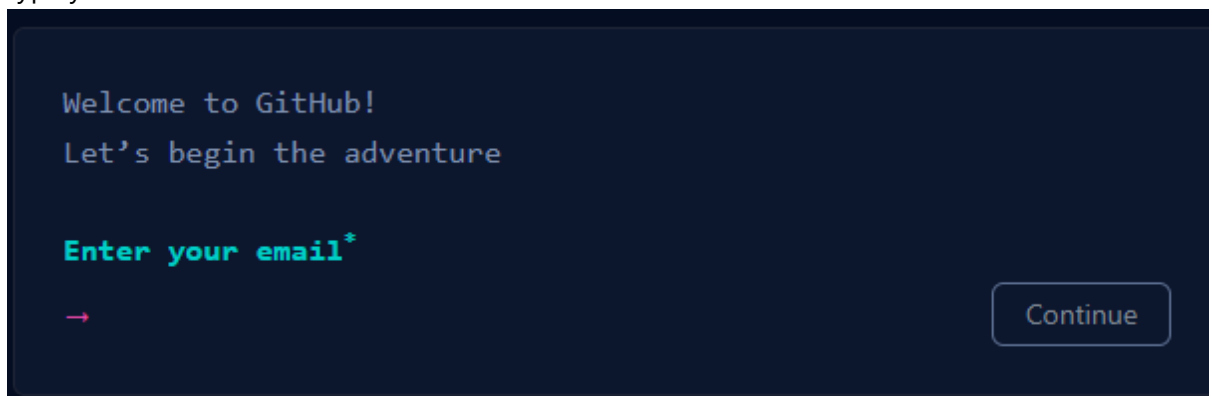 Welcome to GitHub!
Let’s begin the adventure
Enter your email*
→
Continue